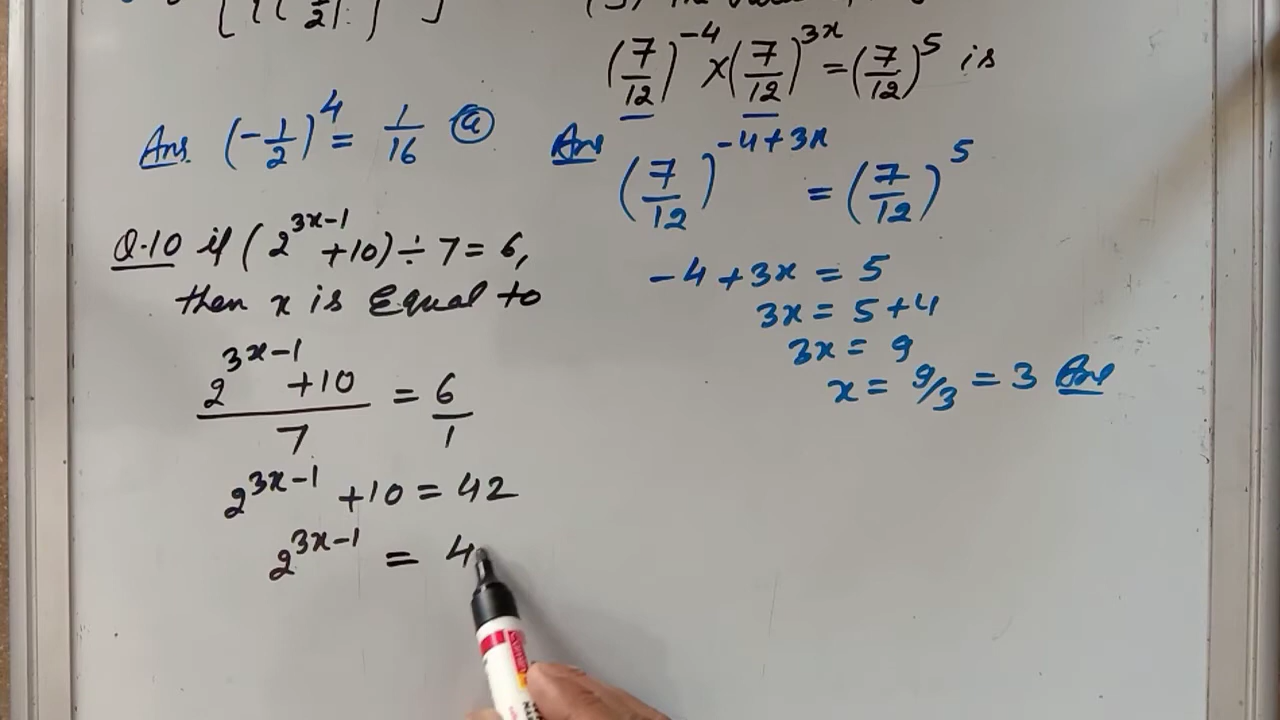 Ans. (-1/2)^4 = 1/16 ⓐ
Q.10 if (2^{3x-1} +10) ÷ 7 = 6,
then x is Equal to
\frac{2^{3x-1} +10}{7} = \frac{6}{1}
2^{3x-1} +10 = 42
2^{3x-1} = 4
(7/12)^{-4} × (7/12)^{3x} = (7/12)^5 is
Ans (7/12)^{-4+3x} = (7/12)^5
-4 + 3x = 5
3x = 5+4
3x = 9
x = 9/3 = 3 Ans